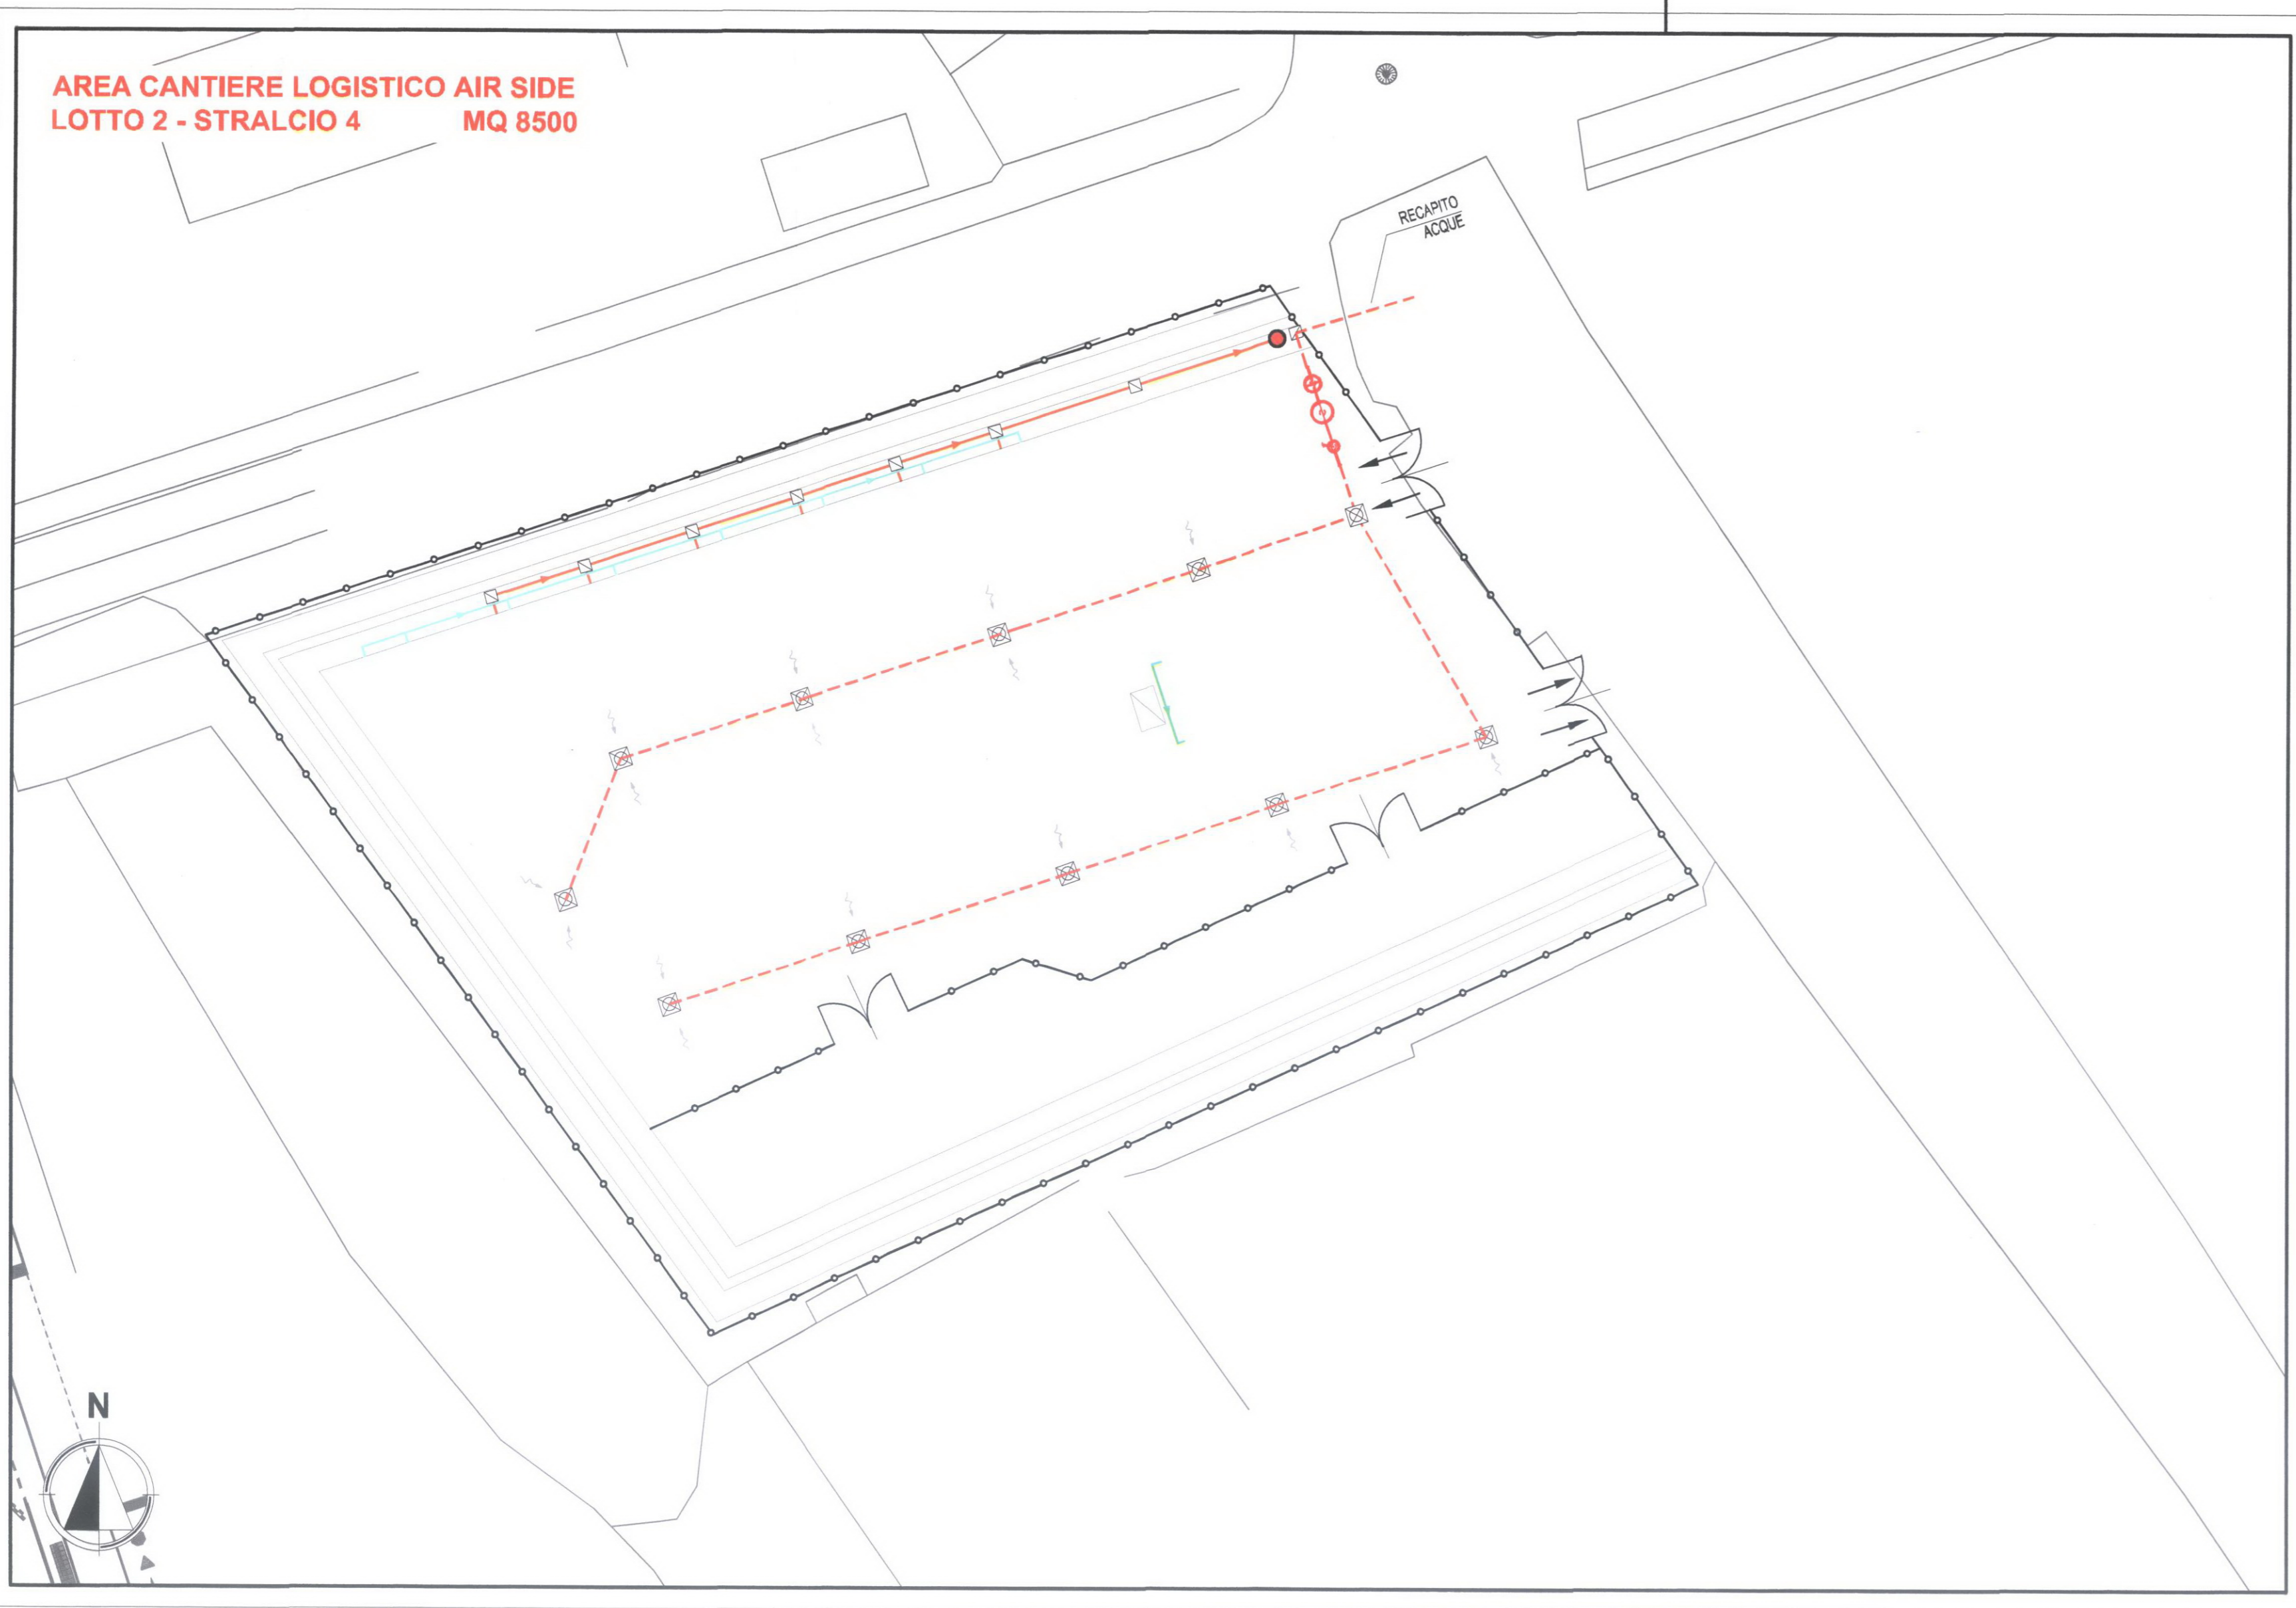 AREA CANTIERE LOGISTICO AIR SIDE
LOTTO 2 - STRALCIO 4 MQ 8500
RECAPITO
ACQUE
N